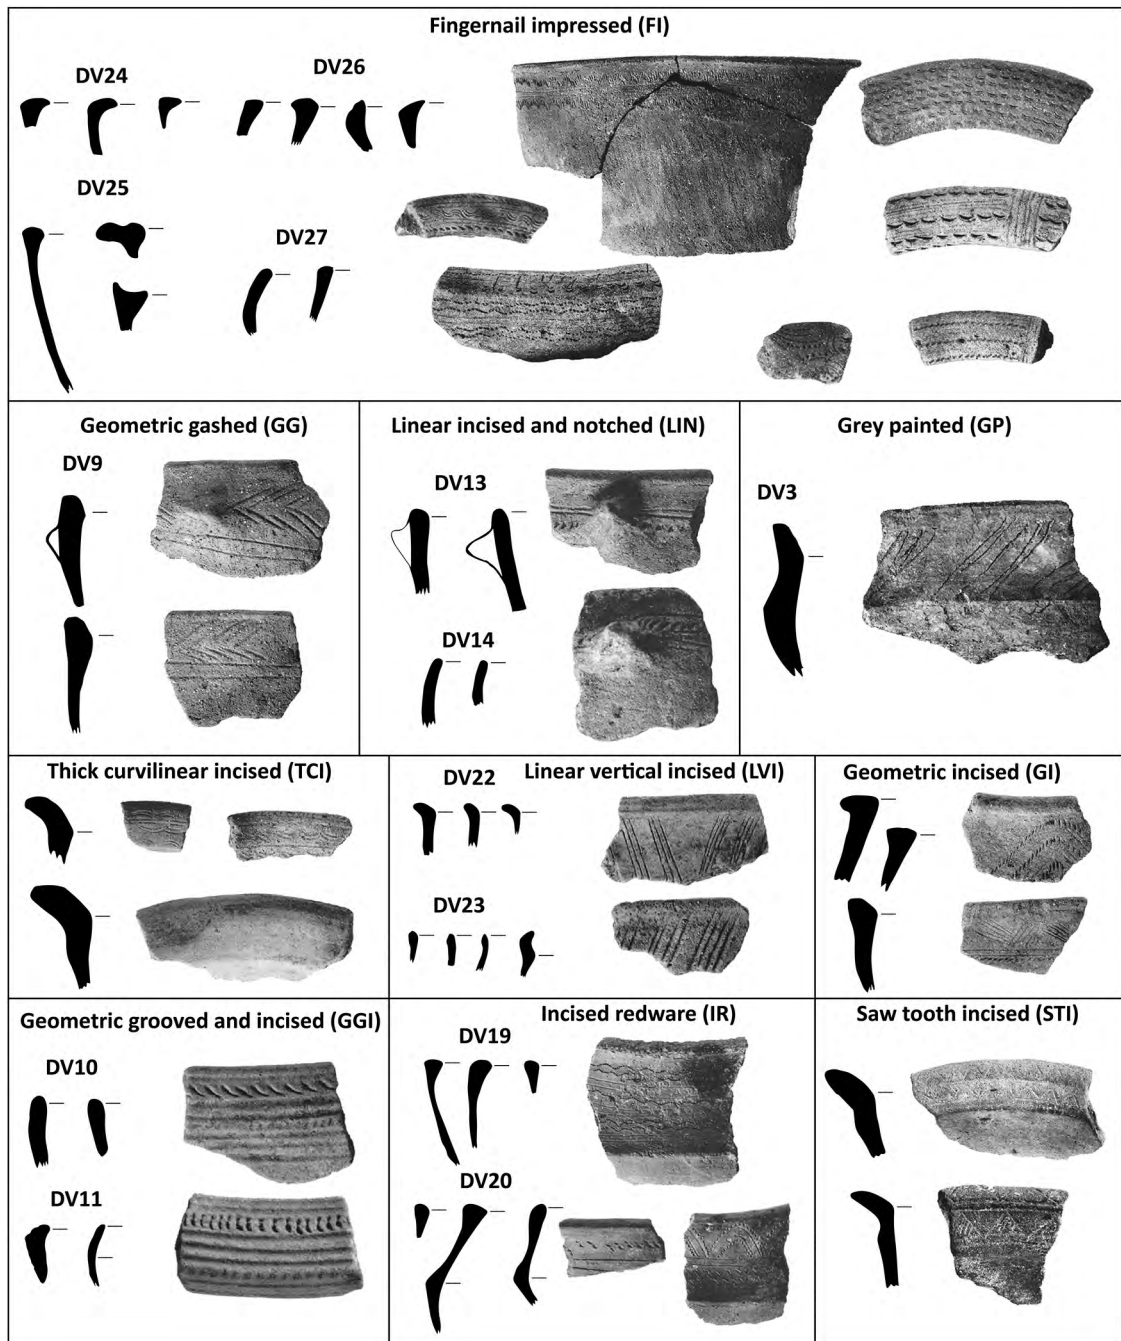 Fingernail impressed (FI)
DV24
DV26
DV25
DV27
Geometric gashed (GG)
DV9
Linear incised and notched (LIN)
DV13
DV14
Grey painted (GP)
DV3
Thick curvilinear incised (TCI)
DV22
Linear vertical incised (LVI)
DV23
Geometric incised (GI)
Geometric grooved and incised (GGI)
DV10
DV11
Incised redware (IR)
DV19
DV20
Saw tooth incised (STI)